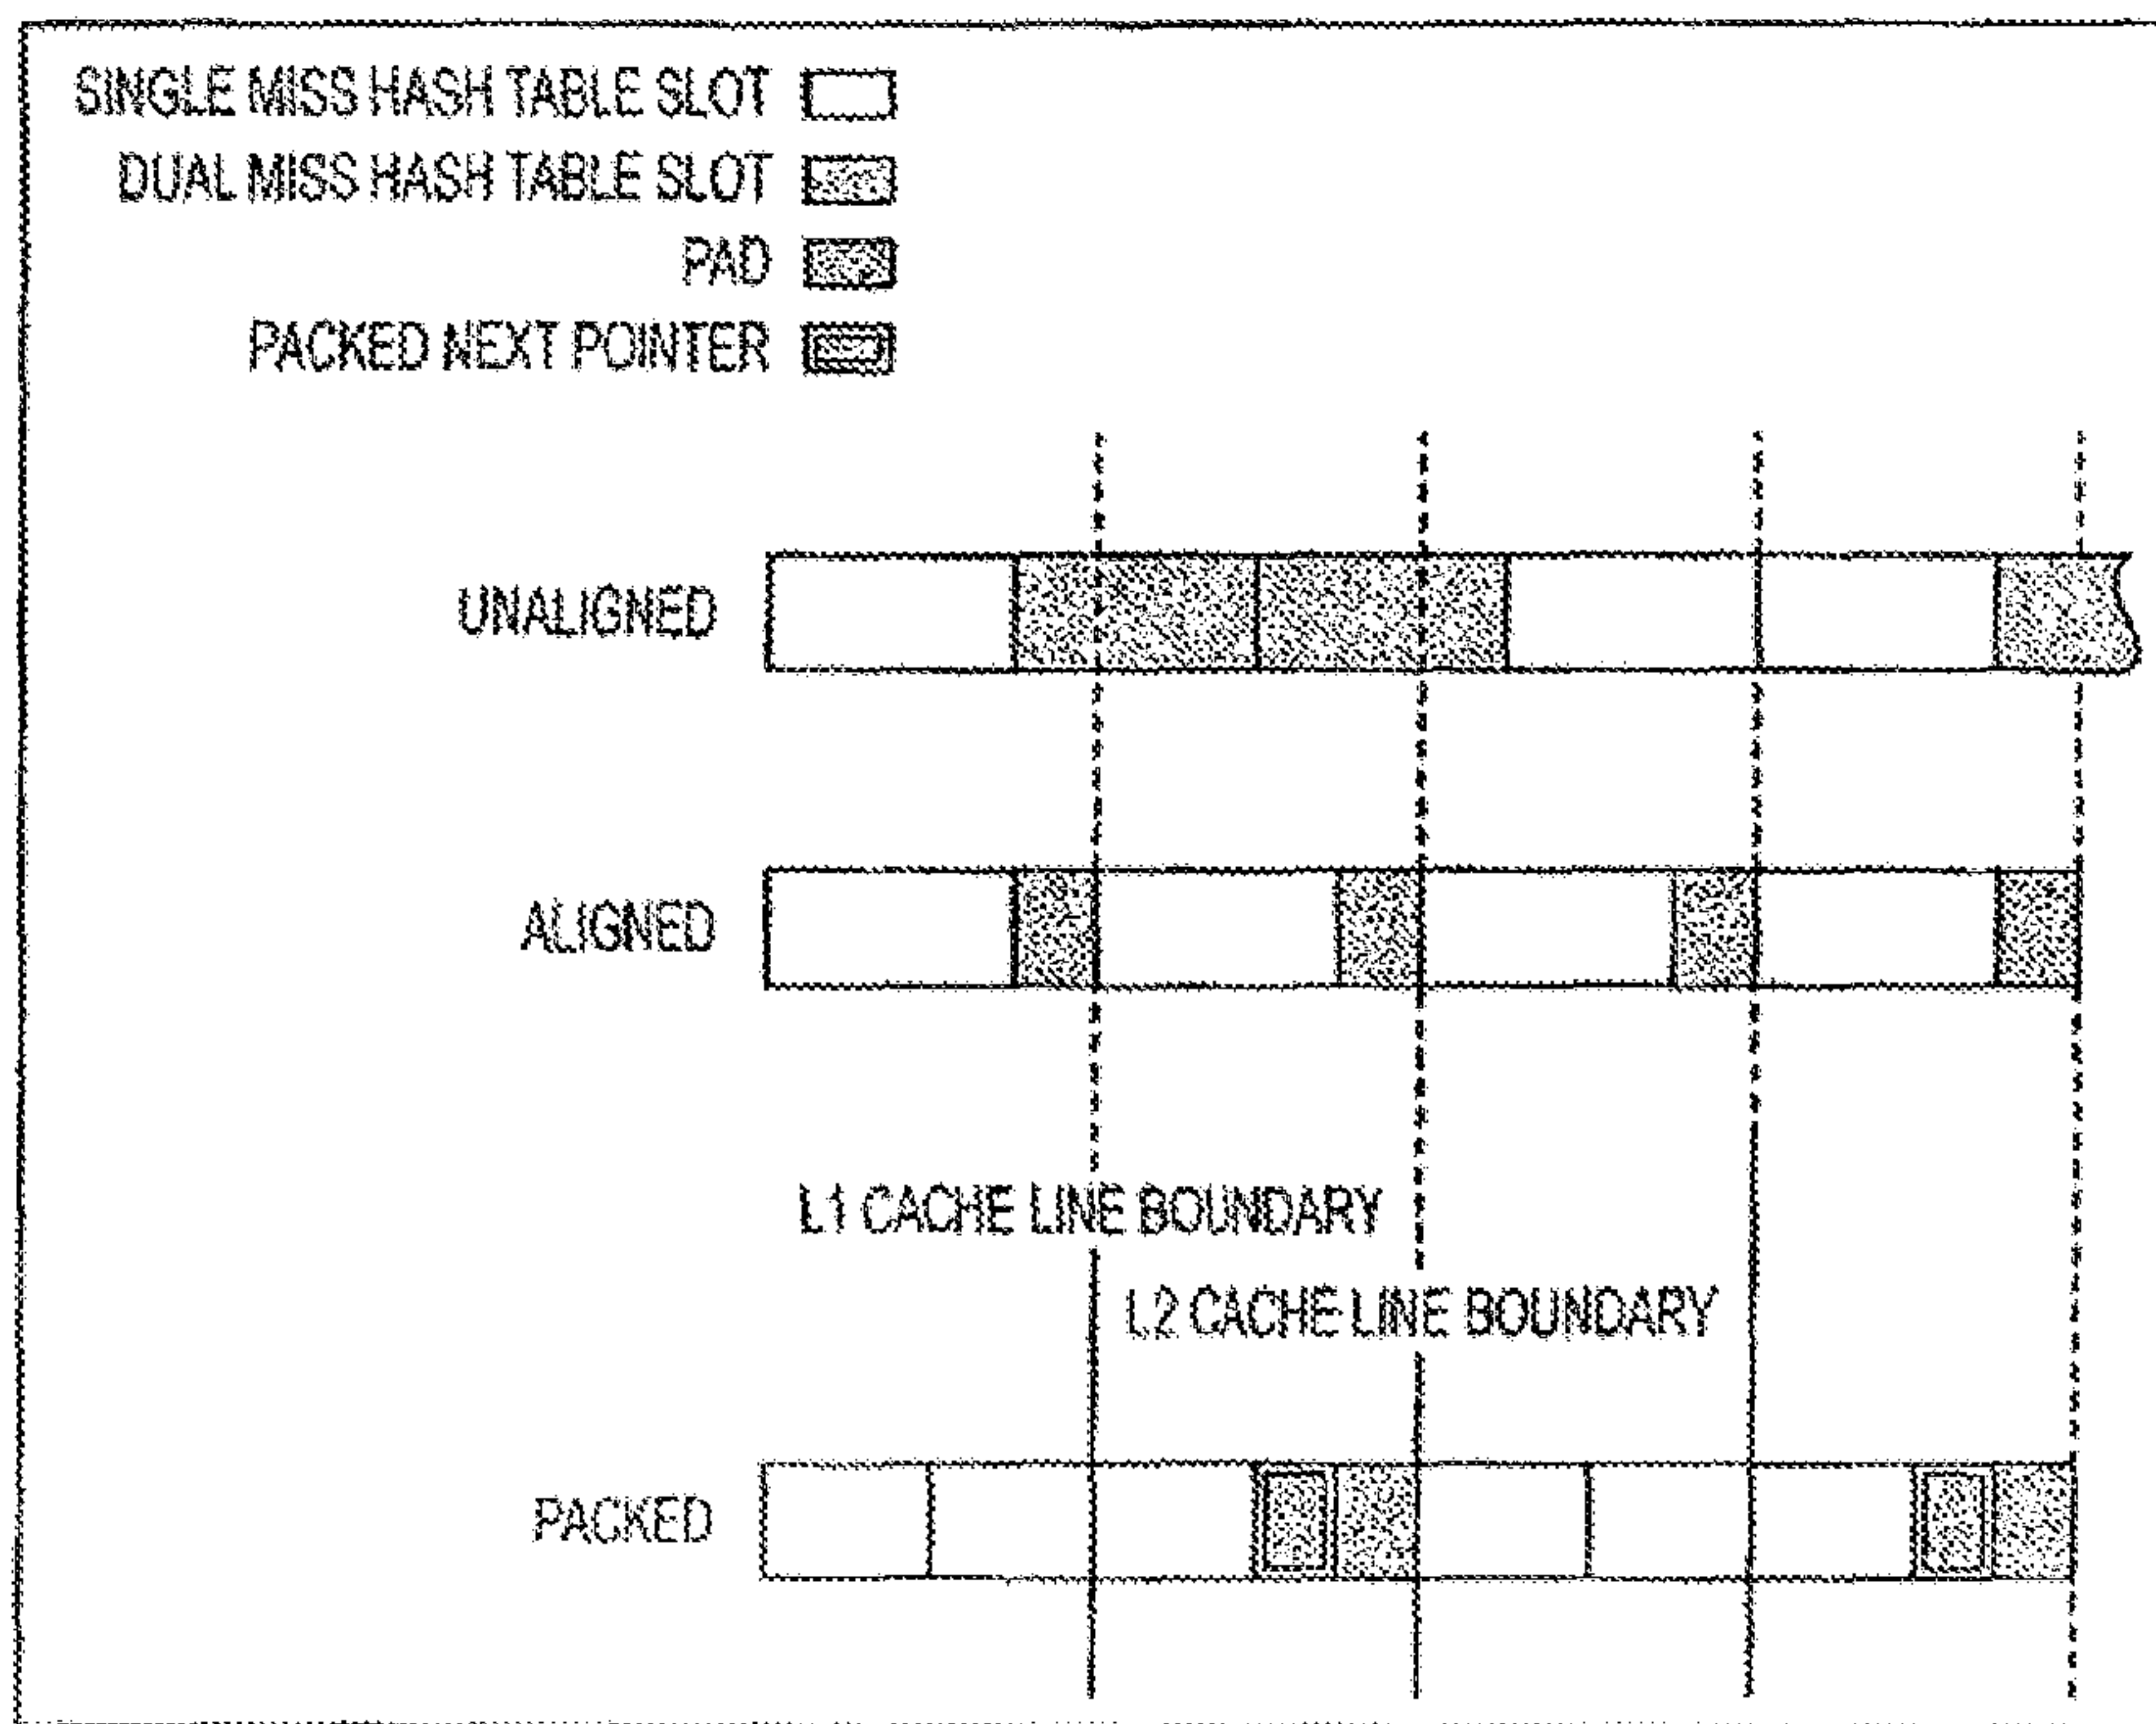 SINGLE MISS HASH TABLE SLOT
DUAL MISS HASH TABLE SLOT
PAD
PACKED NEXT POINTER
UNALIGNED
ALIGNED
L1 CACHE LINE BOUNDARY
L2 CACHE LINE BOUNDARY
PACKED